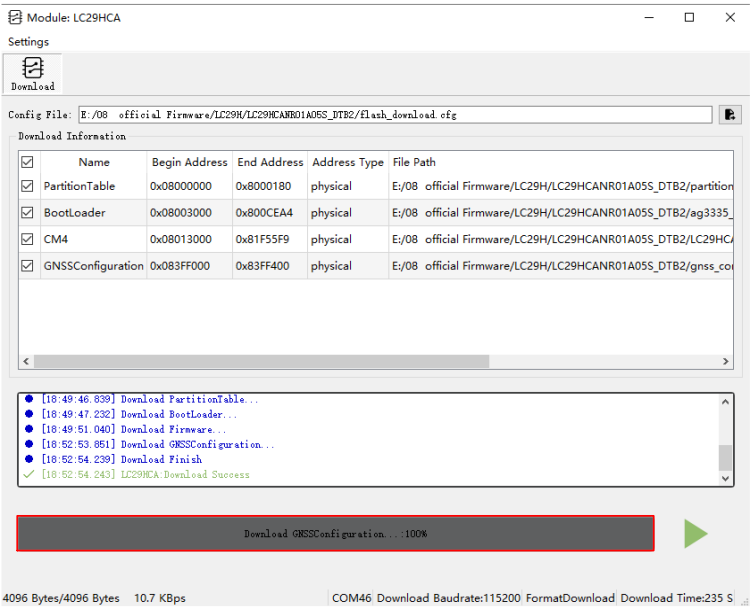 Module: LC29HCA
Settings
Download
Config File: E:/08 official Firmware/LC29H/LC29HCANR01A05S_DTB2/flash_download.cfg
Download Information
Name Begin Address End Address Address Type File Path
PartitionTable 0x08000000 0x8000180 physical E:/08 official Firmware/LC29H/LC29HCANR01A05S_DTB2/partition
BootLoader 0x08003000 0x800CEA4 physical E:/08 official Firmware/LC29H/LC29HCANR01A05S_DTB2/ag3335_
CM4 0x08013000 0x81F55F9 physical E:/08 official Firmware/LC29H/LC29HCANR01A05S_DTB2/LC29HCA
GNSSConfiguration 0x083FF000 0x83FF400 physical E:/08 official Firmware/LC29H/LC29HCANR01A05S_DTB2/gnss_co
[18:49:46.839] Download PartitionTable...
[18:49:47.232] Download BootLoader...
[18:49:51.040] Download Firmware...
[18:52:53.851] Download GNSSConfiguration...
[18:52:54.239] Download Finish
[18:52:54.243] LC29HCA:Download Success
Download GNSSConfiguration...:100%
4096 Bytes/4096 Bytes 10.7 KBps COM46 Download Baudrate:115200 FormatDownload Download Time:235 S